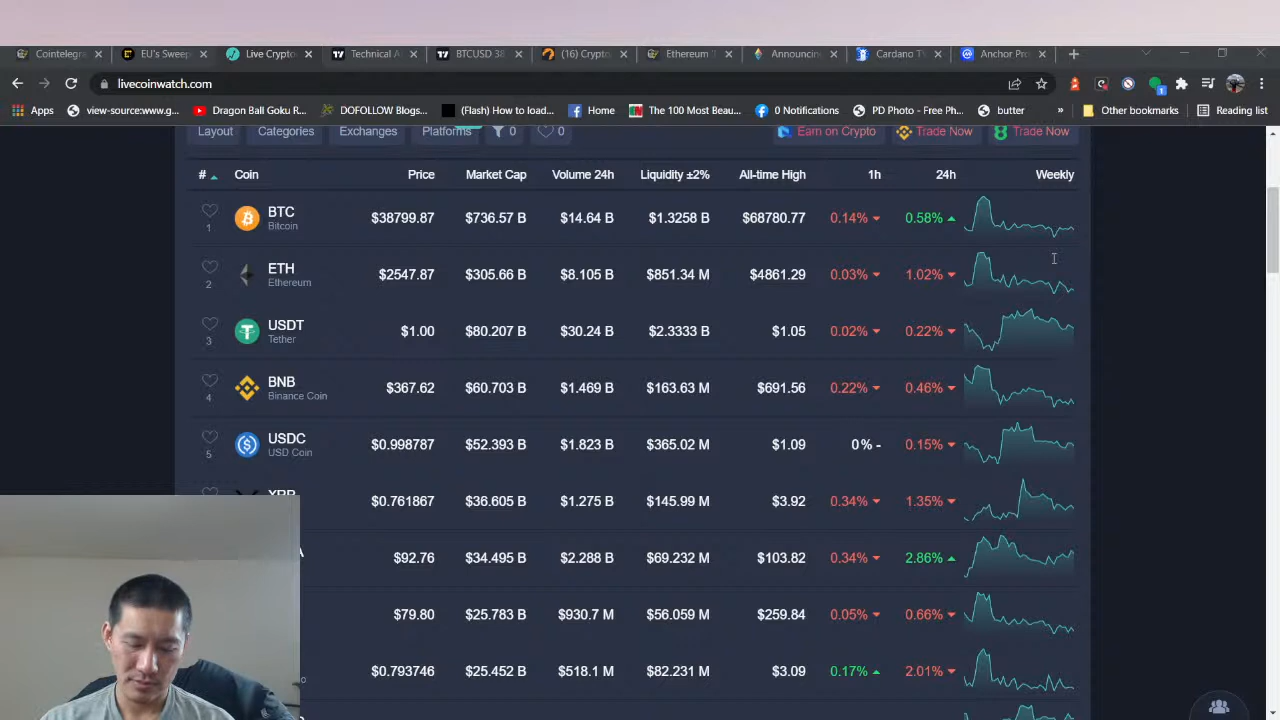 Cointelegra EU's Sweep Live Crypto Technical A BTCUSD 38 (16) Crypto Ethereum Announcin Cardano T Anchor Pro
livecoinwatch.com
Apps view-source:www.g... Dragon Ball Goku R... DOFOLLOW Blogs... (Flash) How to load... Home The 100 Most Beau... 0 Notifications PD Photo - Free Ph... butter » Other bookmarks Reading list
Layout Categories Exchanges Platforms 0 0 Earn on Crypto Trade Now Trade Now
# Coin Price Market Cap Volume 24h Liquidity ±2% All-time High 1h 24h Weekly
1 BTC Bitcoin $38799.87 $736.57 B $14.64 B $1.3258 B $68780.77 0.14% 0.58%
2 ETH Ethereum $2547.87 $305.66 B $8.105 B $851.34 M $4861.29 0.03% 1.02%
3 USDT Tether $1.00 $80.207 B $30.24 B $2.3333 B $1.05 0.02% 0.22%
4 BNB Binance Coin $367.62 $60.703 B $1.469 B $163.63 M $691.56 0.22% 0.46%
5 USDC USD Coin $0.998787 $52.393 B $1.823 B $365.02 M $1.09 0% - 0.15%
XRP $0.761867 $36.605 B $1.275 B $145.99 M $3.92 0.34% 1.35%
$92.76 $34.495 B $2.288 B $69.232 M $103.82 0.34% 2.86%
$79.80 $25.783 B $930.7 M $56.059 M $259.84 0.05% 0.66%
$0.793746 $25.452 B $518.1 M $82.231 M $3.09 0.17% 2.01%